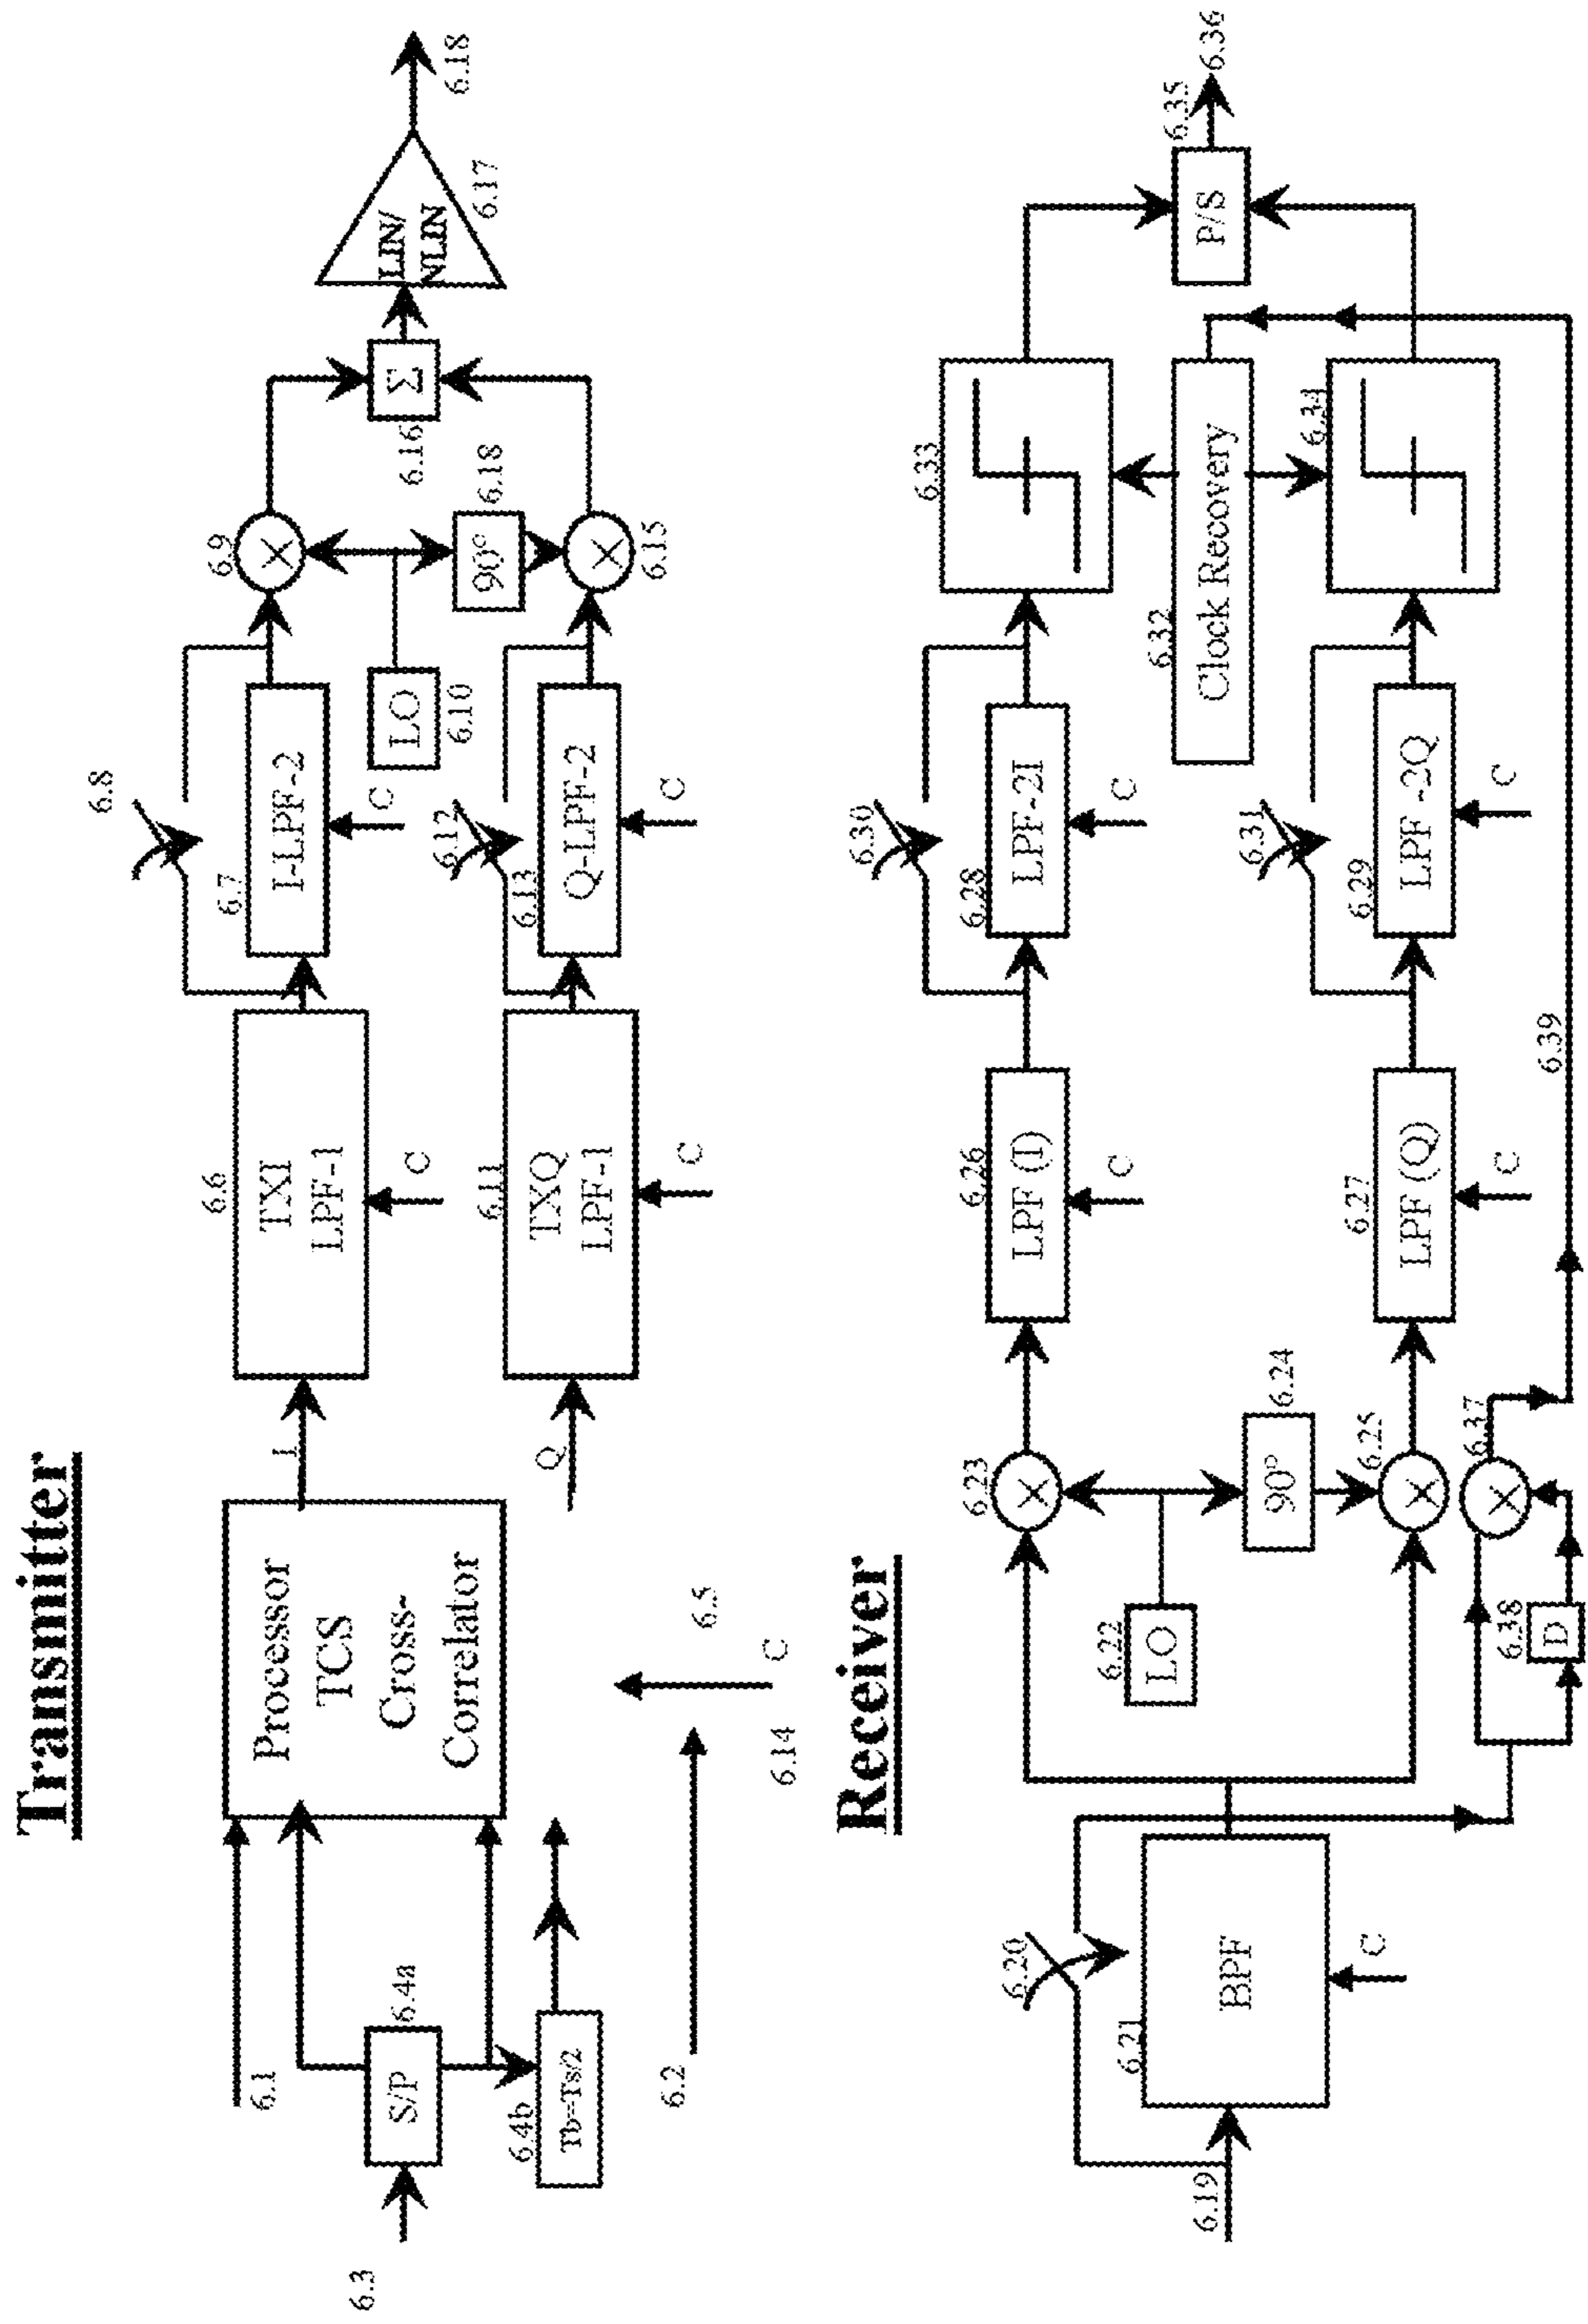 Transmitter
6.1
6.3
S/P
6.4a
6.4b
Tb=Ts/2
6.2
Processor
TCS
Cross-
Correlator
6.5
C
6.14
I
Q
6.6
TXI
LPF-1
C
6.11
TXQ
LPF-1
C
6.8
6.7
I-LPF-2
C
6.12
6.13
Q-LPF-2
C
LO
6.10
6.9
90°
6.18
6.15
Σ
6.16
LIN/
NLIN
6.17
6.18
Receiver
6.19
6.20
6.21
BPF
C
6.22
LO
6.23
90°
6.24
6.25
6.37
6.38
D
6.39
6.26
LPF (I)
C
6.27
LPF (Q)
C
6.30
6.28
LPF-2I
C
6.31
6.29
LPF -2Q
C
6.32
Clock Recovery
6.33
6.34
P/S
6.35
6.36